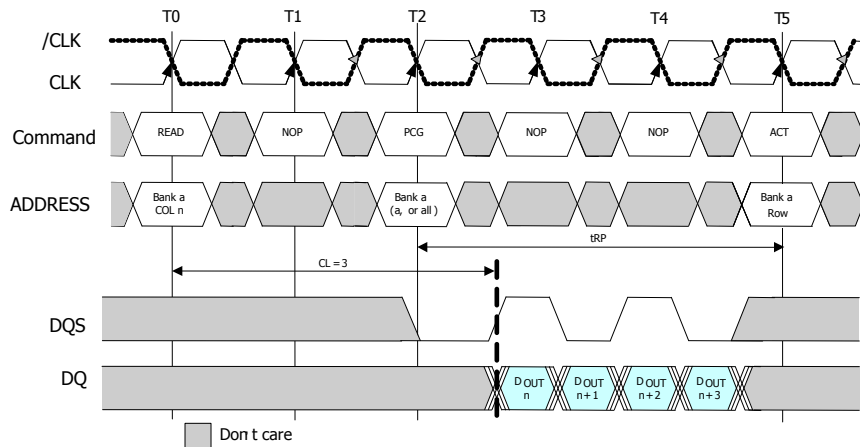 T0 T1 T2 T3 T4 T5
/CLK
CLK
Command READ NOP PCG NOP NOP ACT
ADDRESS Bank a COL n Bank a (a, or all) Bank a Row
tRP
CL = 3
DQS
DQ DOUT n DOUT n+1 DOUT n+2 DOUT n+3
Don't care